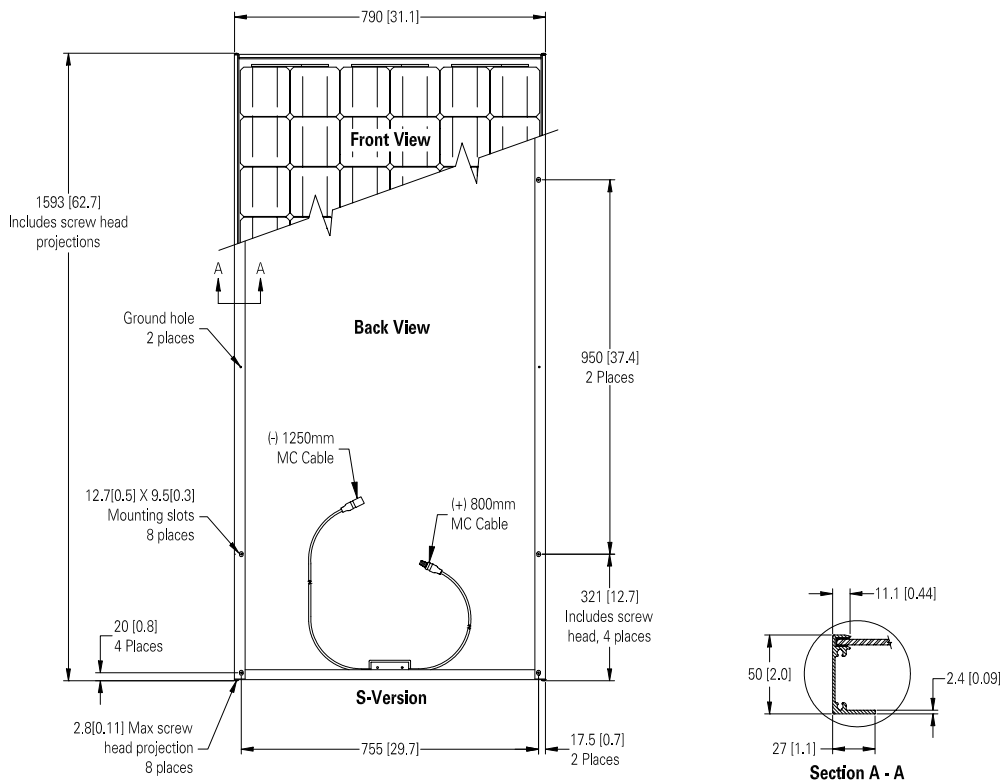 790 [31.1]
Front View
1593 [62.7]
Includes screw head
projections
A
A
Ground hole
2 places
Back View
950 [37.4]
2 Places
(-) 1250mm
MC Cable
12.7[0.5] X 9.5[0.3]
Mounting slots
8 places
(+) 800mm
MC Cable
20 [0.8]
4 Places
321 [12.7]
Includes screw
head, 4 places
S-Version
2.8[0.11] Max screw
head projection
8 places
755 [29.7]
17.5 [0.7]
2 Places
11.1 [0.44]
50 [2.0]
2.4 [0.09]
27 [1.1]
Section A - A